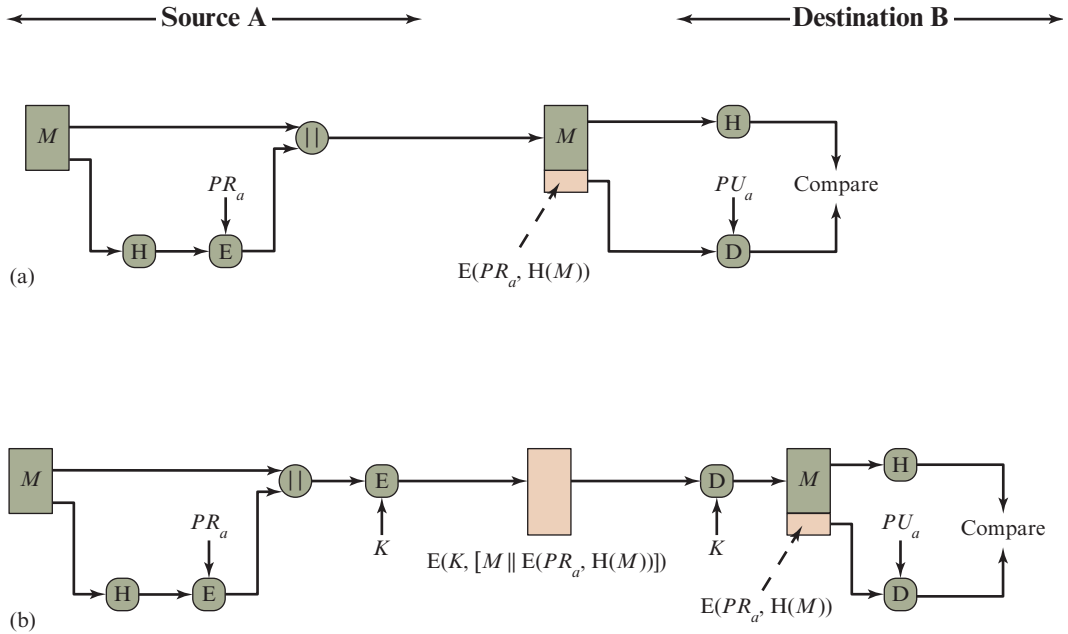 Source A
Destination B
M
||
M
H
PR_a
PU_a
Compare
H
E
D
E(PR_a, H(M))
(a)
M
||
E
D
M
H
PR_a
K
K
PU_a
Compare
E(K, [M || E(PR_a, H(M))])
H
E
D
E(PR_a, H(M))
(b)